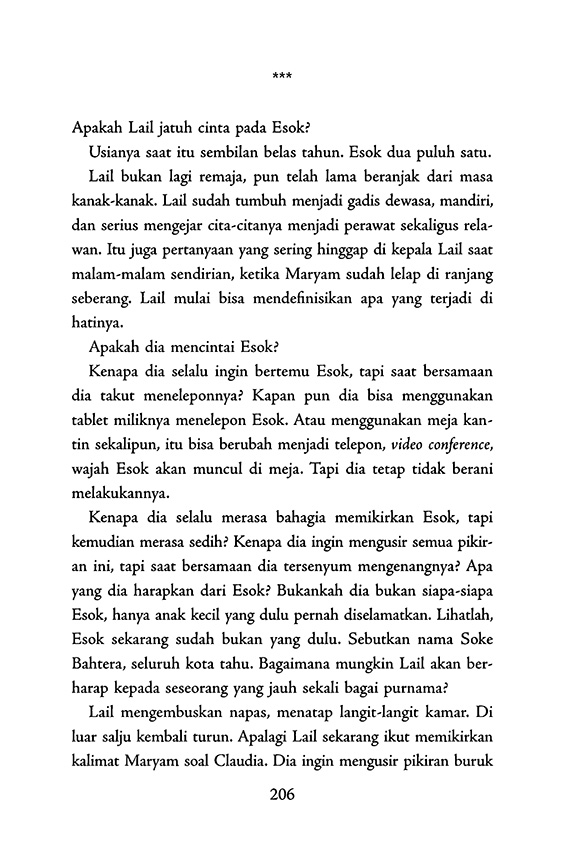 ***
Apakah Lail jatuh cinta pada Esok?
Usianya saat itu sembilan belas tahun. Esok dua puluh satu.
Lail bukan lagi remaja, pun telah lama beranjak dari masa
kanak-kanak. Lail sudah tumbuh menjadi gadis dewasa, mandiri,
dan serius mengejar cita-citanya menjadi perawat sekaligus rela-
wan. Itu juga pertanyaan yang sering hinggap di kepala Lail saat
malam-malam sendirian, ketika Maryam sudah lelap di ranjang
seberang. Lail mulai bisa mendefinisikan apa yang terjadi di
hatinya.
Apakah dia mencintai Esok?
Kenapa dia selalu ingin bertemu Esok, tapi saat bersamaan
dia takut meneleponnya? Kapan pun dia bisa menggunakan
tablet miliknya menelepon Esok. Atau menggunakan meja kan-
tin sekalipun, itu bisa berubah menjadi telepon, video conference,
wajah Esok akan muncul di meja. Tapi dia tetap tidak berani
melakukannya.
Kenapa dia selalu merasa bahagia memikirkan Esok, tapi
kemudian merasa sedih? Kenapa dia ingin mengusir semua pikir-
an ini, tapi saat bersamaan dia tersenyum mengenangnya? Apa
yang dia harapkan dari Esok? Bukankah dia bukan siapa-siapa
Esok, hanya anak kecil yang dulu pernah diselamatkan. Lihatlah,
Esok sekarang sudah bukan yang dulu. Sebutkan nama Soke
Bahtera, seluruh kota tahu. Bagaimana mungkin Lail akan ber-
harap kepada seseorang yang jauh sekali bagai purnama?
Lail mengembuskan napas, menatap langit-langit kamar. Di
luar salju kembali turun. Apalagi Lail sekarang ikut memikirkan
kalimat Maryam soal Claudia. Dia ingin mengusir pikiran buruk
206